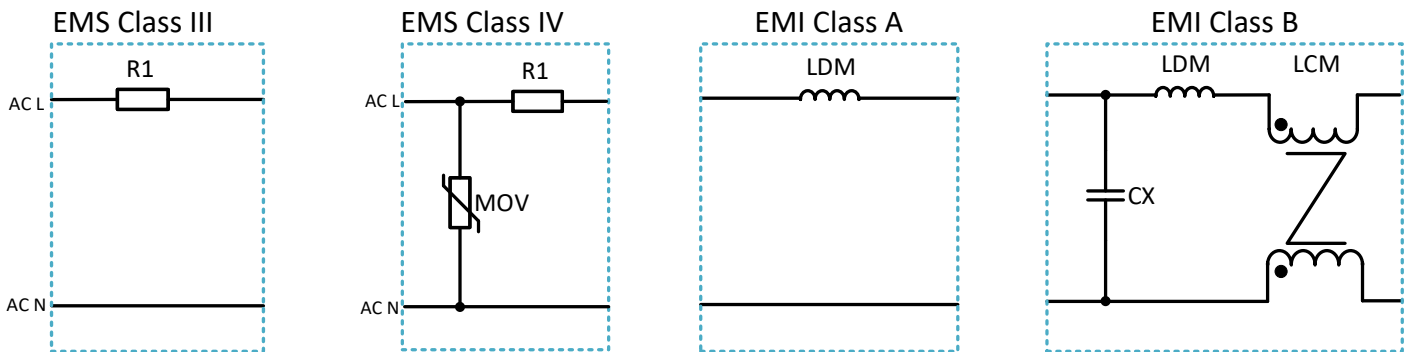 EMS Class III
EMS Class IV
EMI Class A
EMI Class B
R1
R1
LDM
LDM
LCM
AC L
AC L
MOV
CX
AC N
AC N